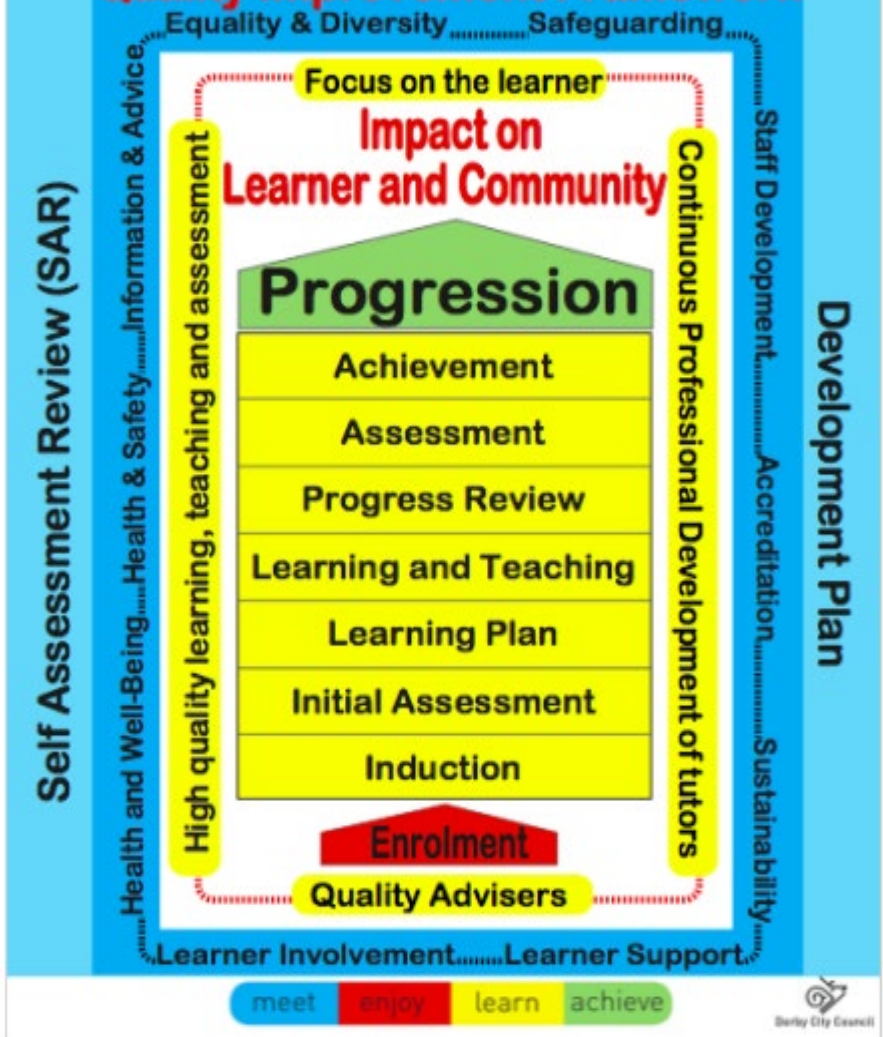 Equality & Diversity.............Safeguarding
Focus on the learner
Impact on
Learner and Community
Progression
Achievement
Assessment
Progress Review
Learning and Teaching
Learning Plan
Initial Assessment
Induction
Enrolment
Quality Advisers
Learner Involvement........Learner Support
Self Assessment Review (SAR)
Health and Well-Being.....Health & Safety......Information & Advice
High quality learning, teaching and assessment
Continuous Professional Development of tutors
Staff Development..............Accreditation..............Sustainability
Development Plan
meet enjoy learn achieve
Derby City Council